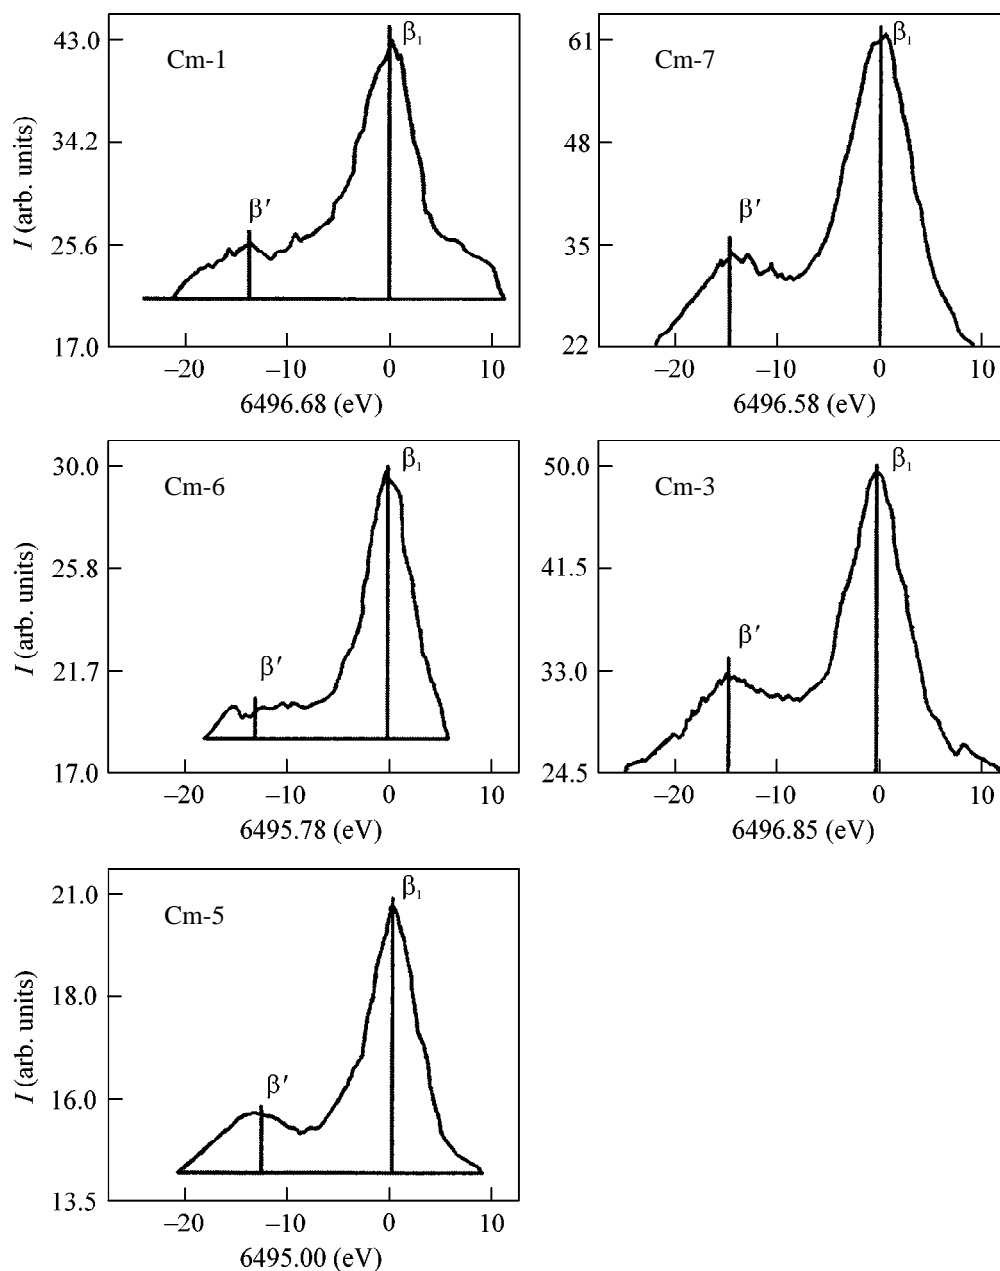 Cm-1
β₁
β′
I (arb. units)
43.0
34.2
25.6
17.0
–20 –10 0 10
6496.68 (eV)
Cm-7
β₁
β′
61
48
35
22
–20 –10 0 10
6496.58 (eV)
Cm-6
β₁
β′
I (arb. units)
30.0
25.8
21.7
17.0
–20 –10 0 10
6495.78 (eV)
Cm-3
β₁
β′
50.0
41.5
33.0
24.5
–20 –10 0 10
6496.85 (eV)
Cm-5
β₁
β′
I (arb. units)
21.0
18.0
16.0
13.5
–20 –10 0 10
6495.00 (eV)